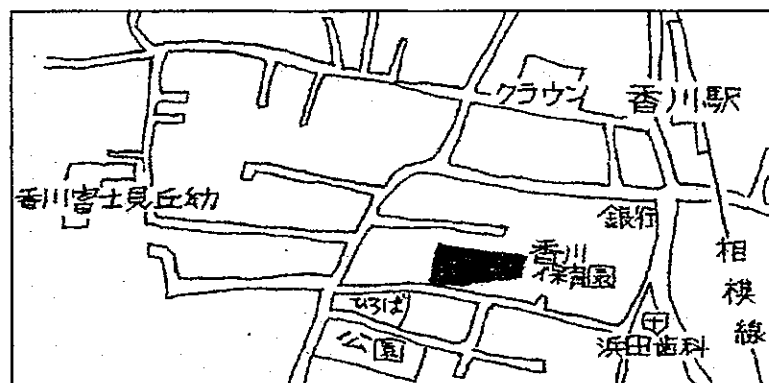 クラウン
香川駅
香川富士見丘幼
銀行
香川
保育園
相模線
ひろば
公園
〒
浜田歯科